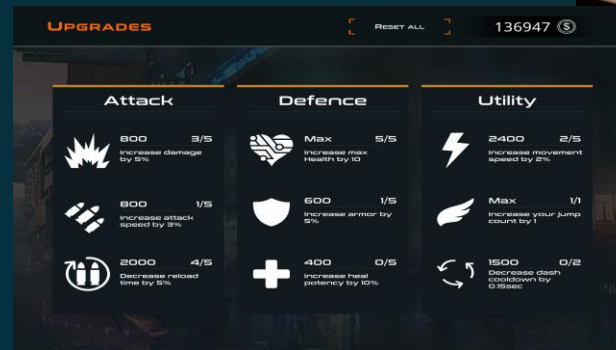 UPGRADES
RESET ALL
136947
Attack
800 3/5
Increase damage
by 5%
800 1/5
Increase attack
speed by 3%
2000 4/5
Decrease reload
time by 5%
Defence
Max 5/5
Increase max
Health by 10
600 1/5
Increase armor by
5%
400 0/5
Increase heal
potency by 10%
Utility
2400 2/5
Increase movement
speed by 2%
Max 1/1
Increase your jump
count by 1
1500 0/2
Decrease dash
cooldown by
0.15sec